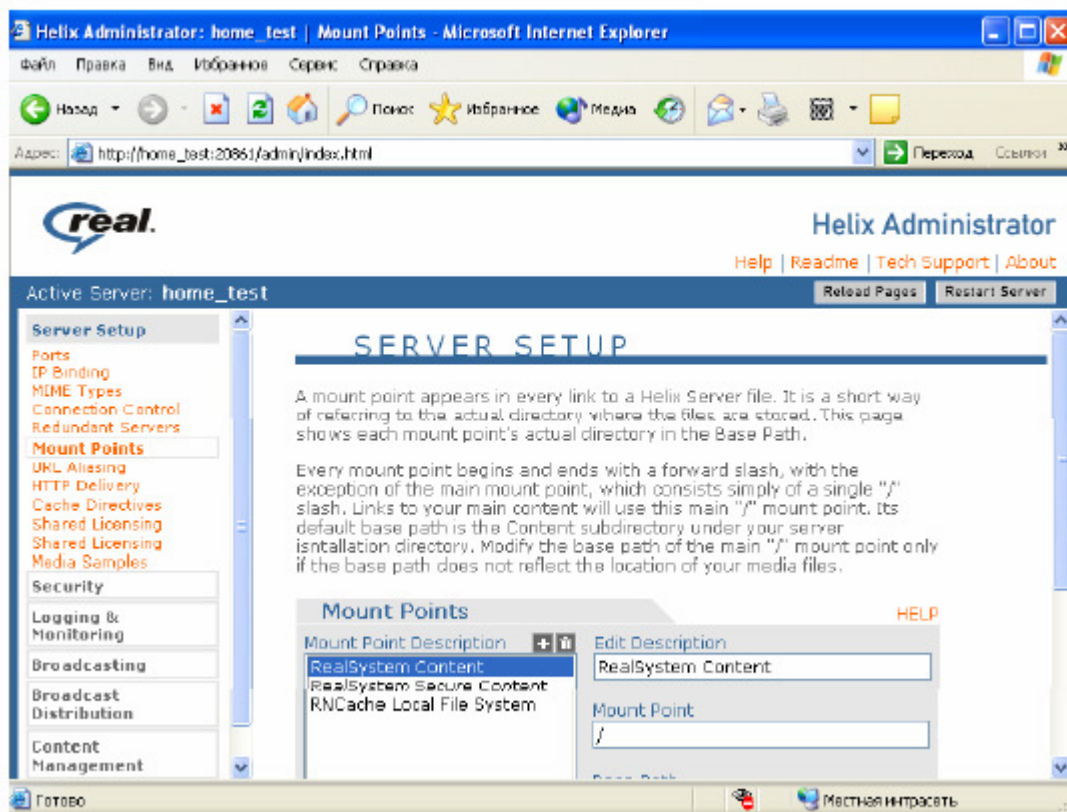 Helix Administrator: home_test | Mount Points - Microsoft Internet Explorer
Файл Правка Вид Избранное Сервис Справка
Назад Поиск Избранное Медиа
Адрес: http://home_test:20861/admin/index.html Переход Ссылки »
real.
Helix Administrator
Help | Readme | Tech Support | About
Active Server: home_test Reload Pages Restart Server
Server Setup
Ports
IP Binding
MIME Types
Connection Control
Redundant Servers
Mount Points
URL Aliasing
HTTP Delivery
Cache Directives
Shared Licensing
Shared Licensing
Media Samples
Security
Logging &
Monitoring
Broadcasting
Broadcast
Distribution
Content
Management
SERVER SETUP
A mount point appears in every link to a Helix Server file. It is a short way
of referring to the actual directory where the files are stored. This page
shows each mount point's actual directory in the Base Path.
Every mount point begins and ends with a forward slash, with the
exception of the main mount point, which consists simply of a single "/"
slash. Links to your main content will use this main "/" mount point. Its
default base path is the Content subdirectory under your server
isntallation directory. Modify the base path of the main "/" mount point only
if the base path does not reflect the location of your media files.
Mount Points HELP
Mount Point Description
RealSystem Content
RealSystem Secure Content
RNCache Local File System
Edit Description
RealSystem Content
Mount Point
/
Base Path
Готово Местная интрасеть